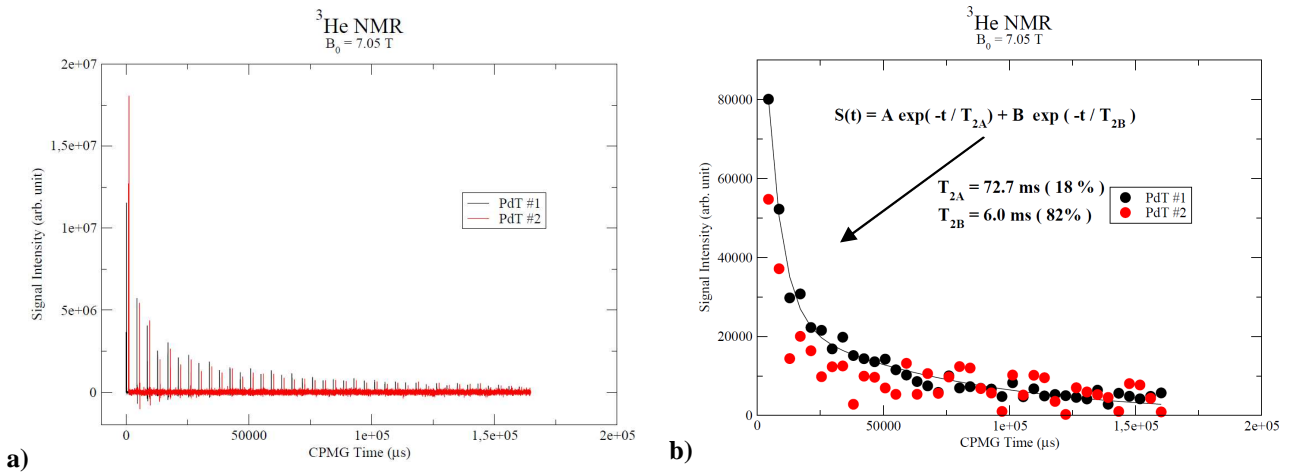 ³He NMR
B₀ = 7.05 T
2e+07
1,5e+07
1e+07
5e+06
0
Signal Intensity (arb. unit)
PdT #1
PdT #2
0
50000
1e+05
1,5e+05
2e+05
CPMG Time (µs)
a)
³He NMR
B₀ = 7.05 T
80000
60000
40000
20000
0
Signal Intensity (arb. unit)
S(t) = A exp( -t / T₂A) + B exp ( -t / T₂B )
T₂A = 72.7 ms ( 18 % )
T₂B = 6.0 ms ( 82% )
PdT #1
PdT #2
0
50000
1e+05
1,5e+05
2e+05
CPMG Time (µs)
b)